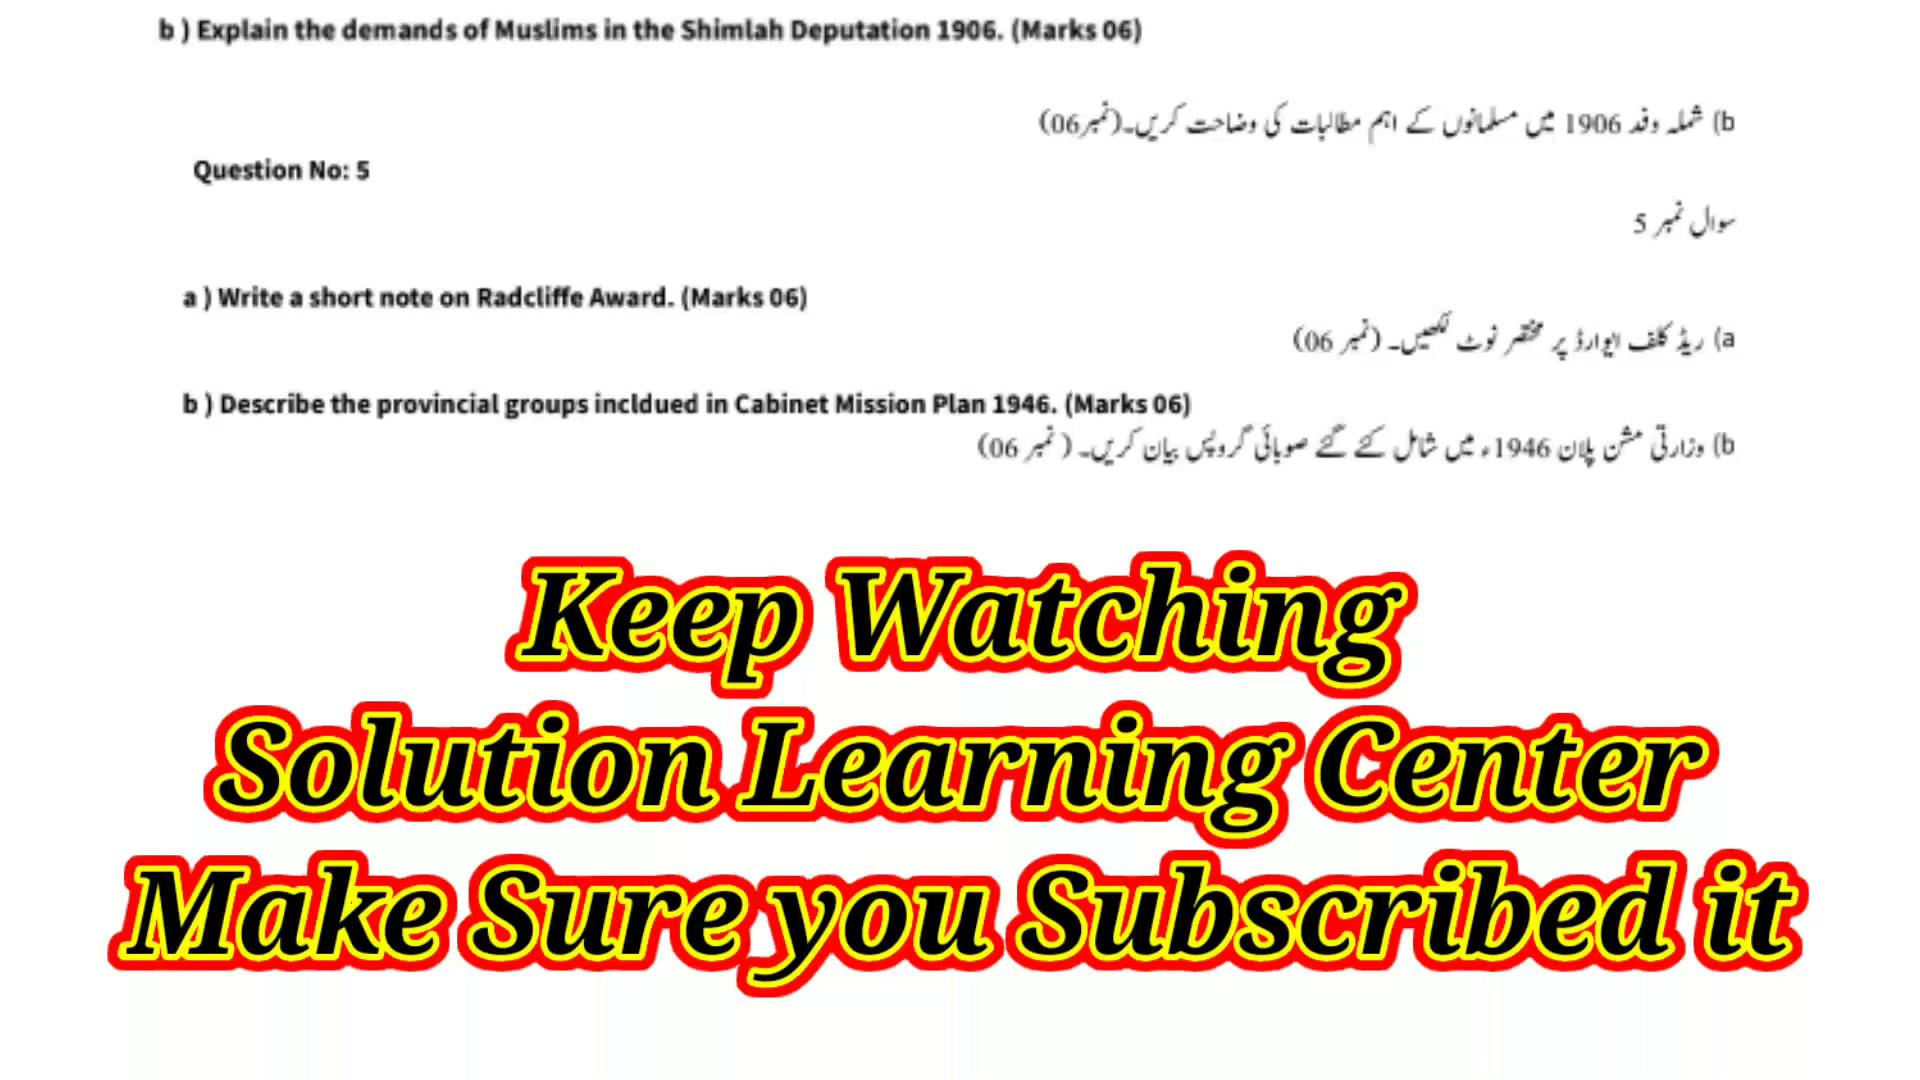 b ) Explain the demands of Muslims in the Shimlah Deputation 1906. (Marks 06)
b) شملہ وفد 1906 میں مسلمانوں کے اہم مطالبات کی وضاحت کریں۔(نمبر06)
Question No: 5
سوال نمبر 5
a ) Write a short note on Radcliffe Award. (Marks 06)
a) ریڈ کلف ایوارڈ پر مختصر نوٹ لکھیں۔ (نمبر 06)
b ) Describe the provincial groups incldued in Cabinet Mission Plan 1946. (Marks 06)
b) وزارتی مشن پلان 1946ء میں شامل کئے گئے صوبائی گروپس بیان کریں۔ ( نمبر 06)
Keep Watching
Solution Learning Center
Make Sure you Subscribed it